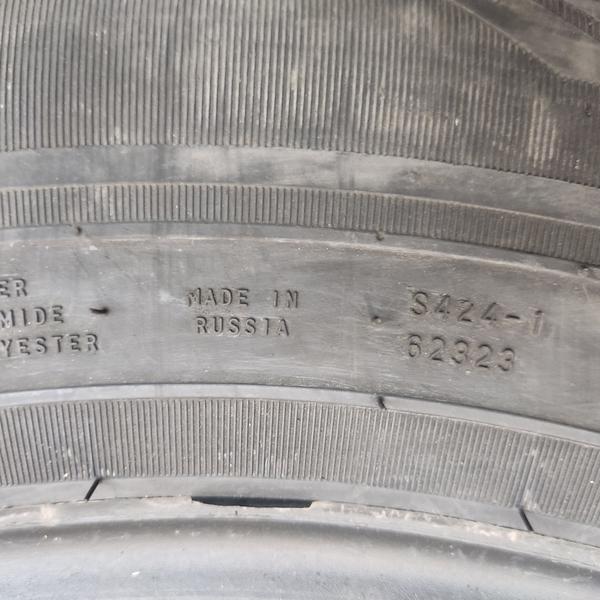 ER
MIDE
YESTER
MADE IN
RUSSIA
S424-1
62323